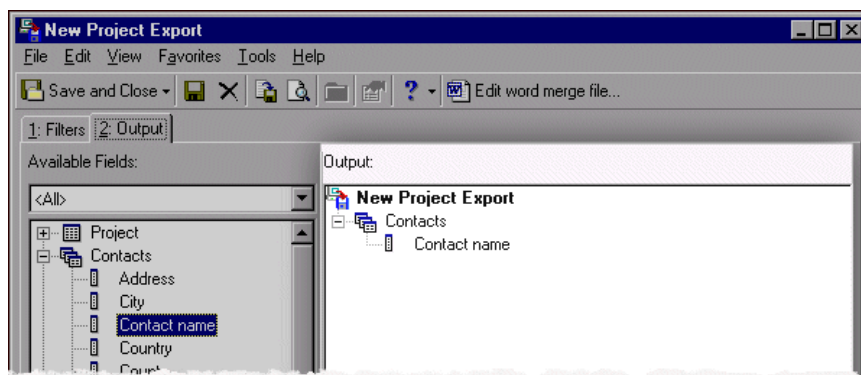 New Project Export
File Edit View Favorites Tools Help
Save and Close ? Edit word merge file...
1: Filters 2: Output
Available Fields:
<All>
Project
Contacts
Address
City
Contact name
Country
Output:
New Project Export
Contacts
Contact name